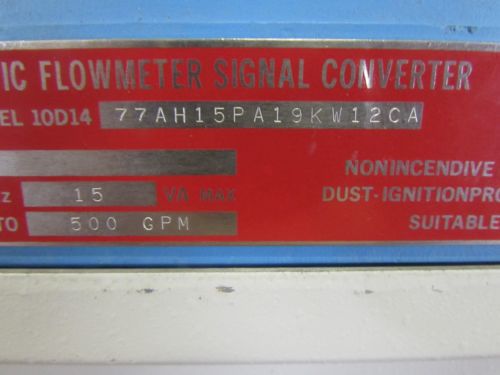 IC FLOWMETER SIGNAL CONVERTER
EL 10D14 77AH15PA19KW12CA
NONINCENDIVE
z 15 VA MAX DUST-IGNITIONPRO
TO 500 GPM SUITABLE